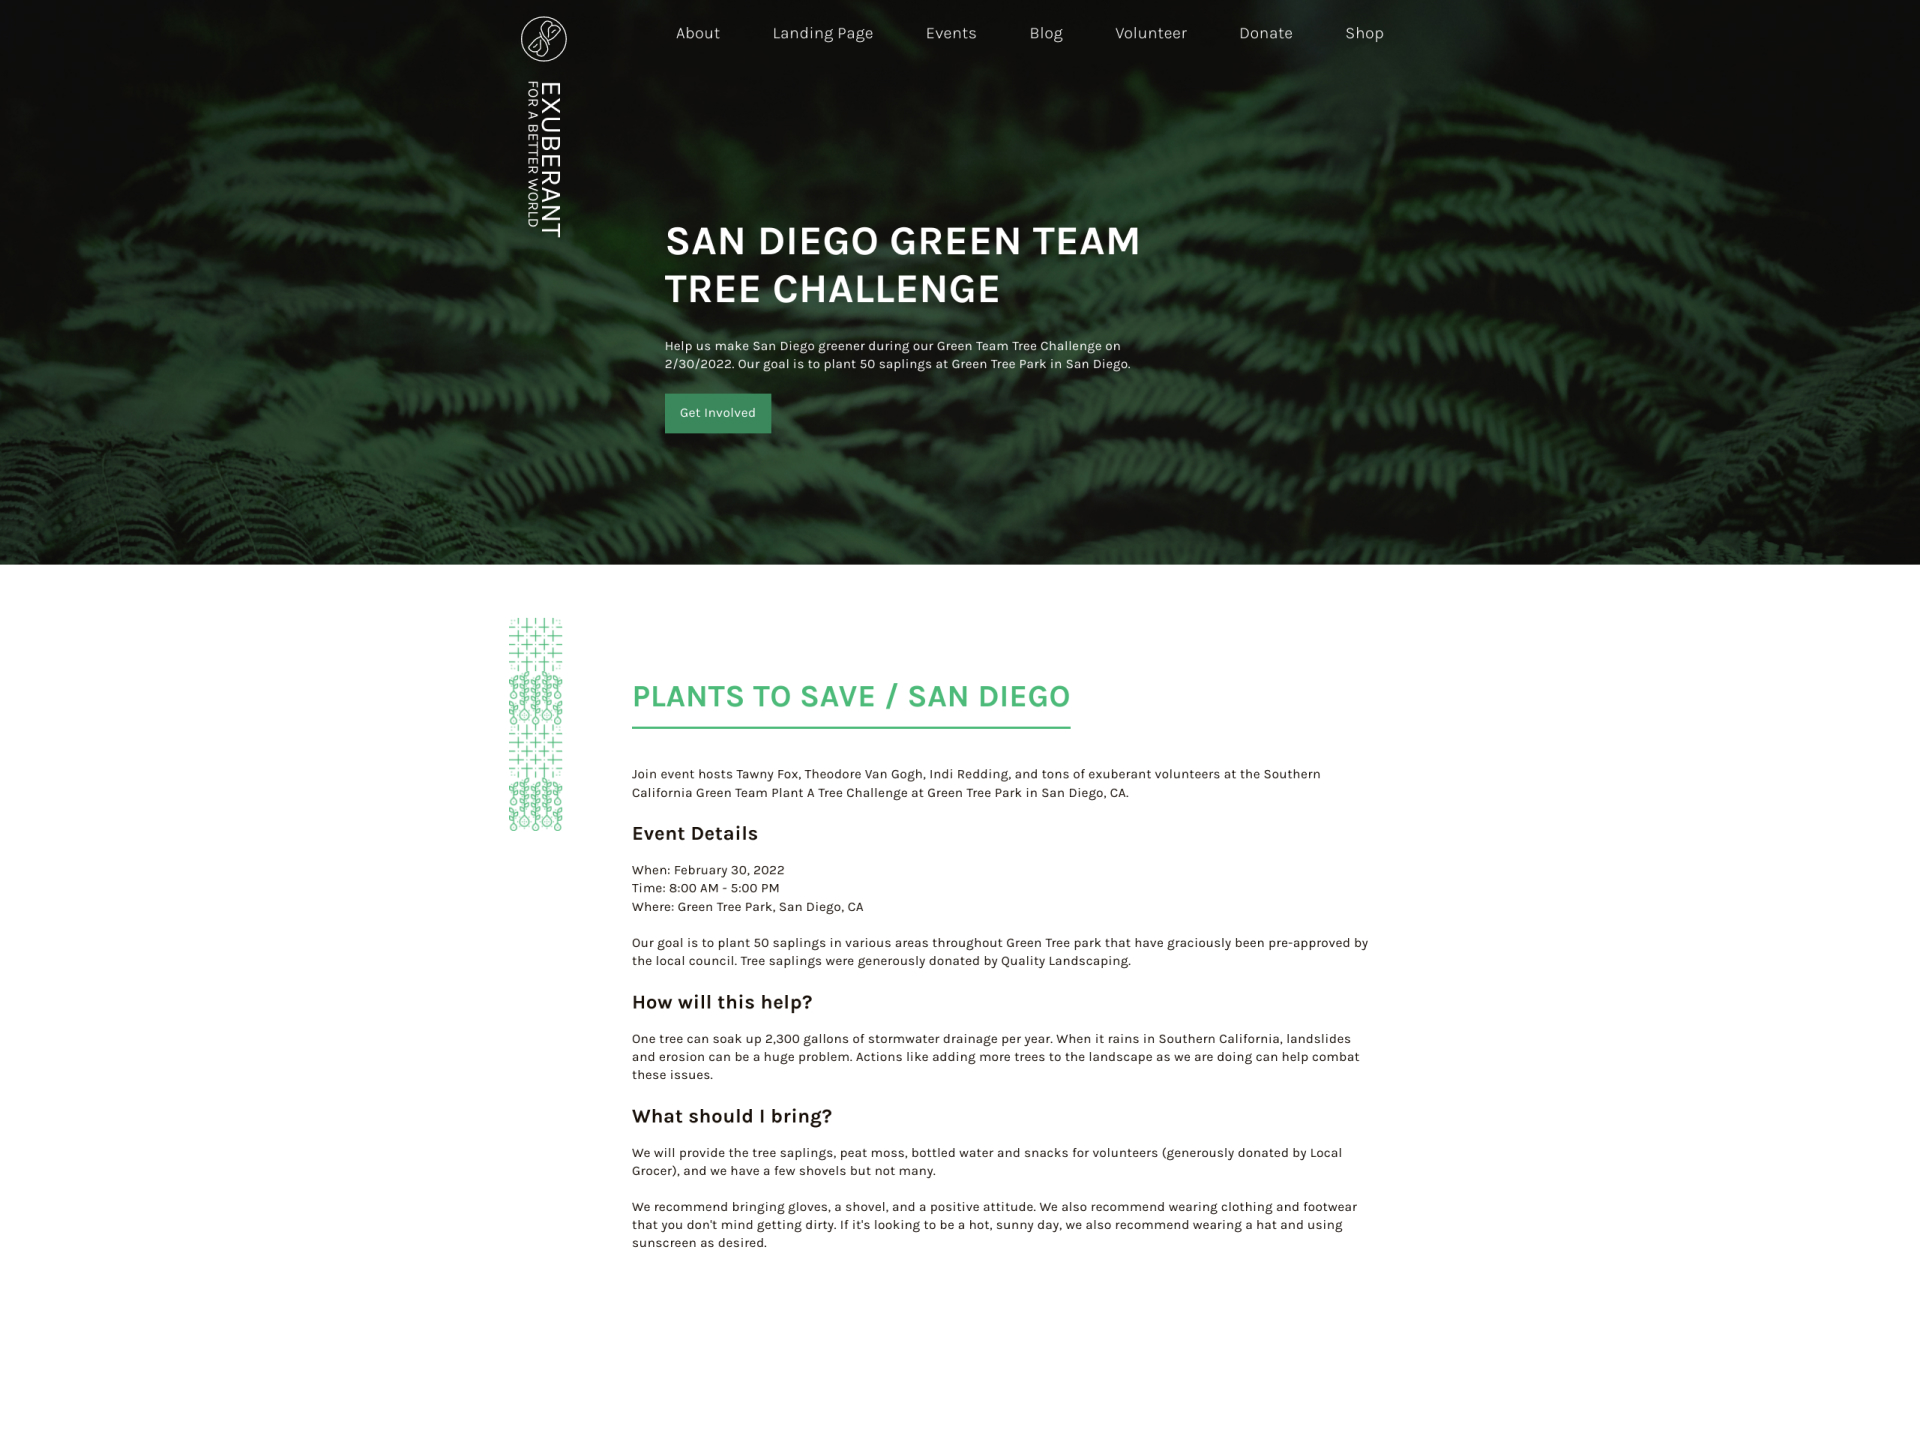 About
Landing Page
Events
Blog
Volunteer
Donate
Shop
EXUBERANT
FOR A BETTER WORLD
SAN DIEGO GREEN TEAM
TREE CHALLENGE
Help us make San Diego greener during our Green Team Tree Challenge on
2/30/2022. Our goal is to plant 50 saplings at Green Tree Park in San Diego.
Get Involved
PLANTS TO SAVE / SAN DIEGO
Join event hosts Tawny Fox, Theodore Van Gogh, Indi Redding, and tons of exuberant volunteers at the Southern
California Green Team Plant A Tree Challenge at Green Tree Park in San Diego, CA.
Event Details
When: February 30, 2022
Time: 8:00 AM - 5:00 PM
Where: Green Tree Park, San Diego, CA
Our goal is to plant 50 saplings in various areas throughout Green Tree park that have graciously been pre-approved by
the local council. Tree saplings were generously donated by Quality Landscaping.
How will this help?
One tree can soak up 2,300 gallons of stormwater drainage per year. When it rains in Southern California, landslides
and erosion can be a huge problem. Actions like adding more trees to the landscape as we are doing can help combat
these issues.
What should I bring?
We will provide the tree saplings, peat moss, bottled water and snacks for volunteers (generously donated by Local
Grocer), and we have a few shovels but not many.
We recommend bringing gloves, a shovel, and a positive attitude. We also recommend wearing clothing and footwear
that you don't mind getting dirty. If it's looking to be a hot, sunny day, we also recommend wearing a hat and using
sunscreen as desired.